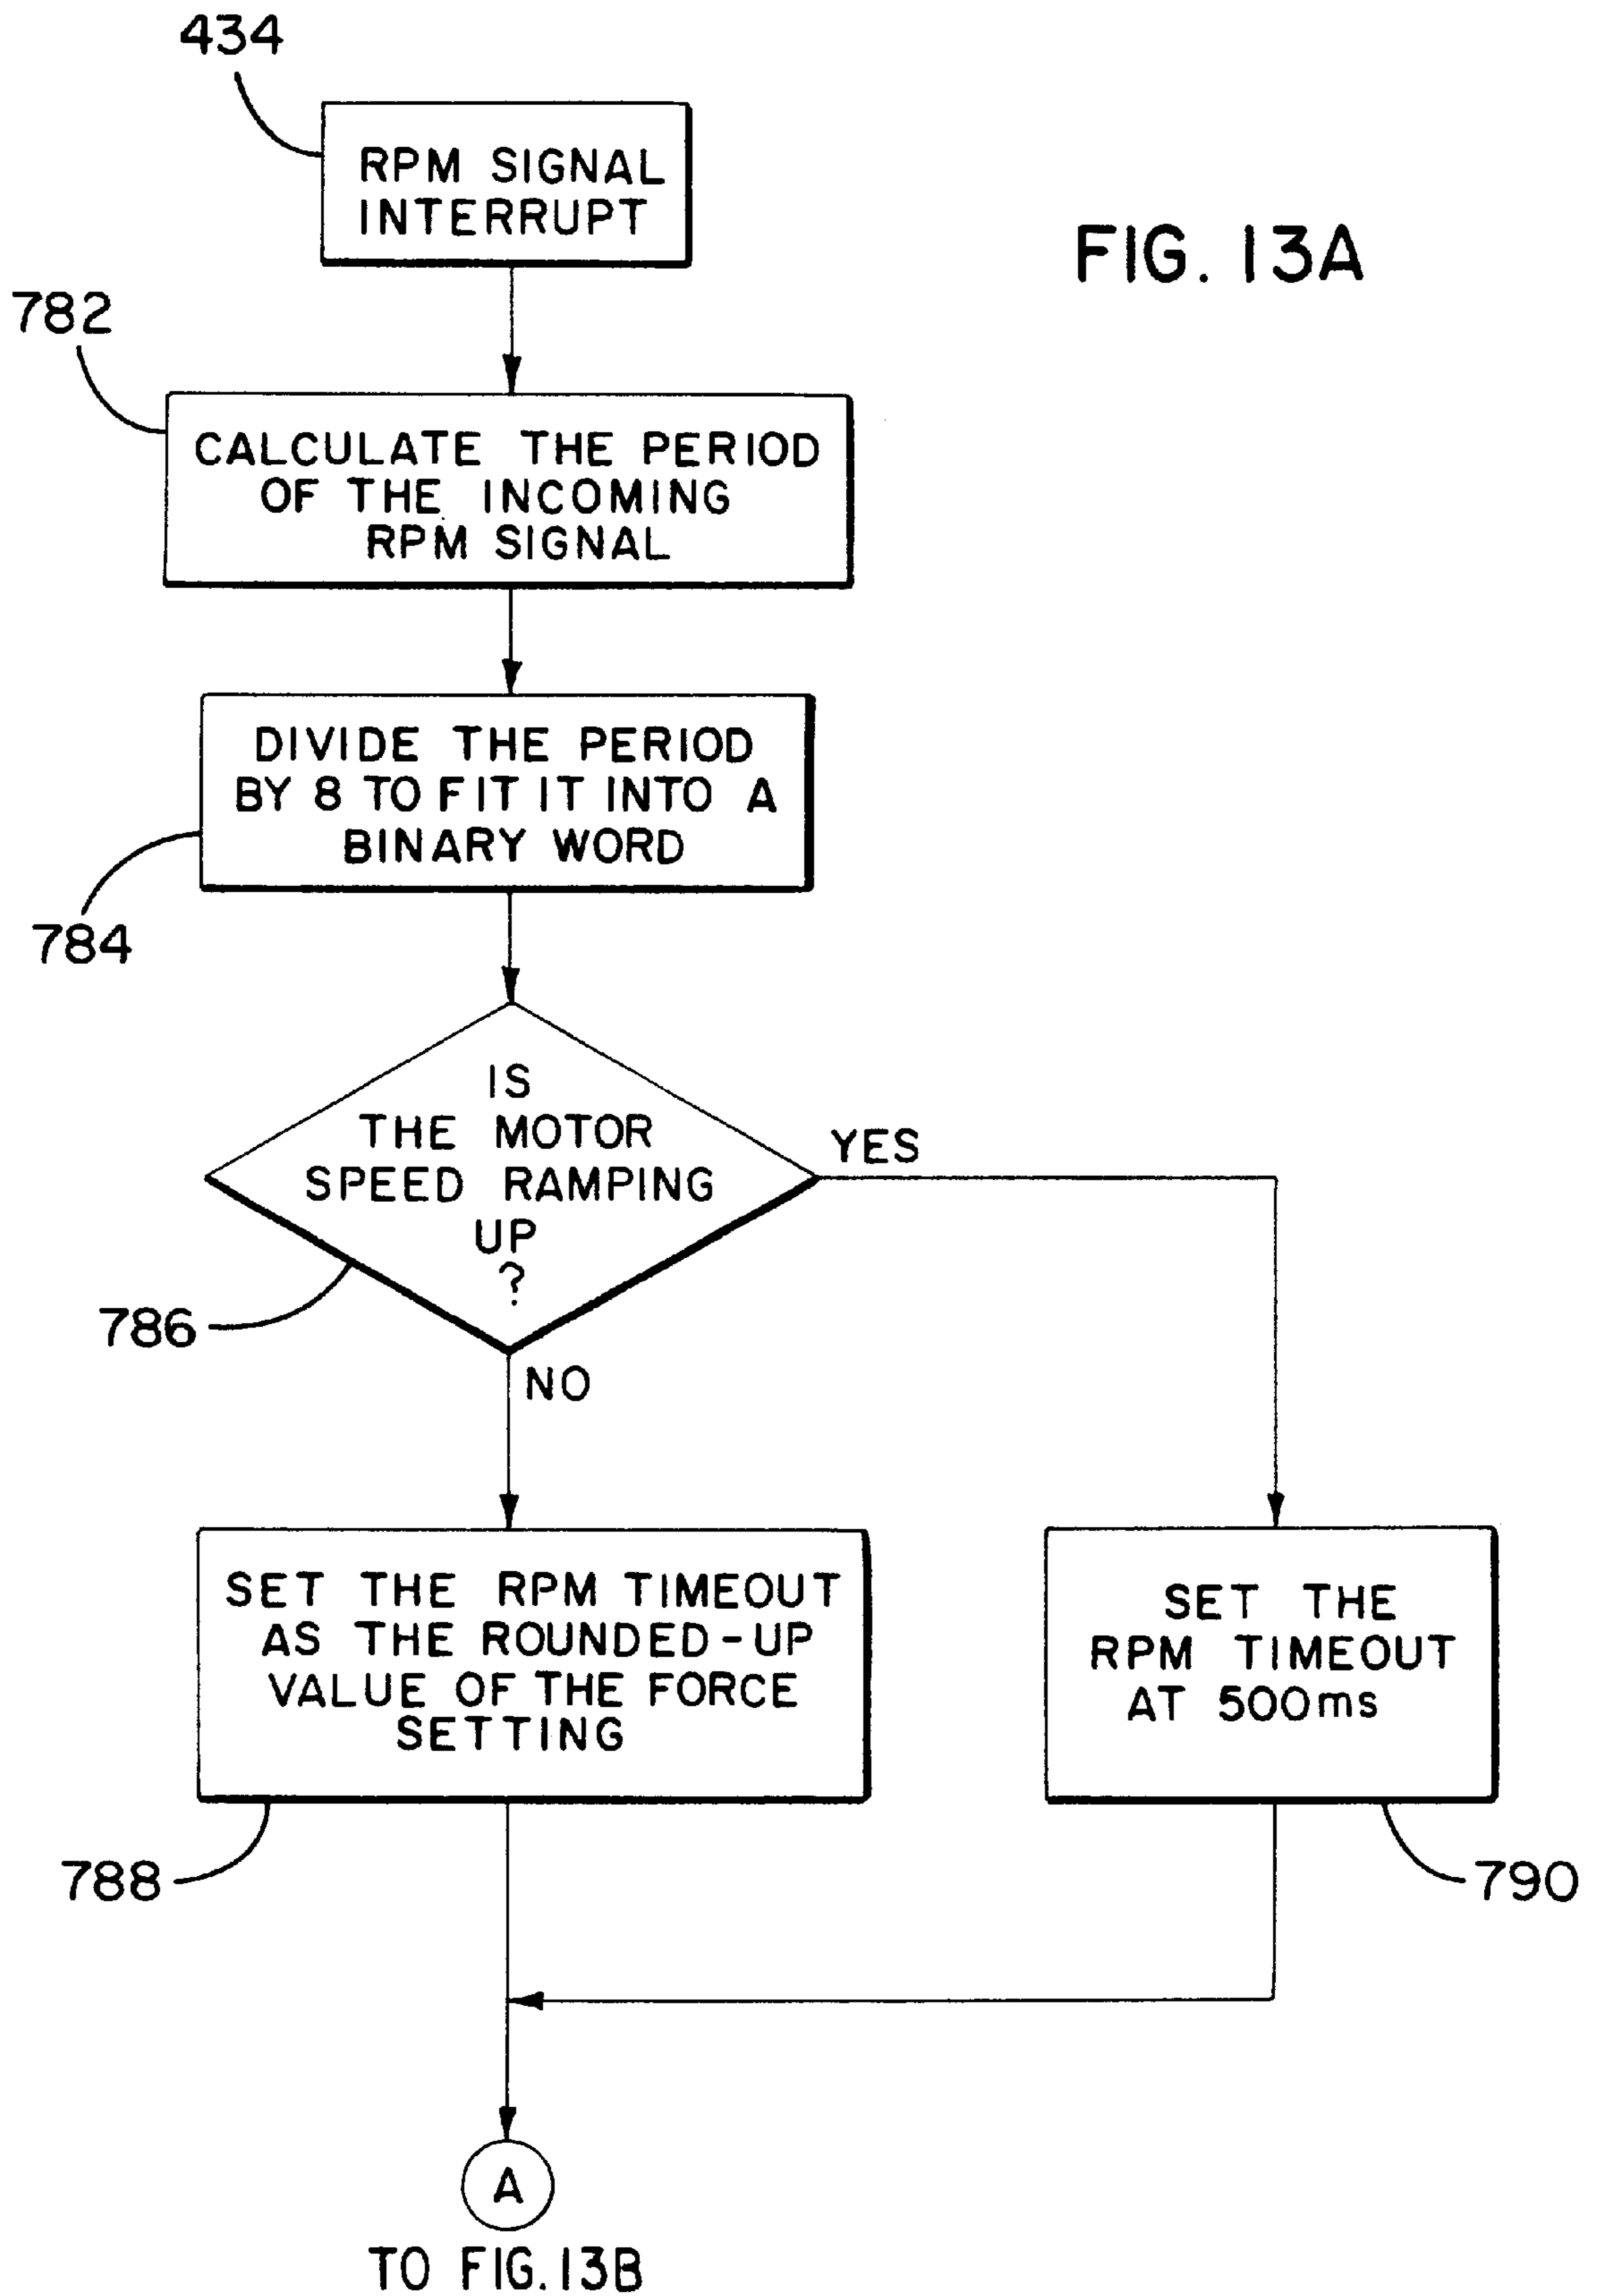 434
RPM SIGNAL
INTERRUPT
FIG. 13A
782
CALCULATE THE PERIOD
OF THE INCOMING
RPM SIGNAL
DIVIDE THE PERIOD
BY 8 TO FIT IT INTO A
BINARY WORD
784
IS
THE MOTOR
SPEED RAMPING
UP
?
YES
786
NO
SET THE RPM TIMEOUT
AS THE ROUNDED-UP
VALUE OF THE FORCE
SETTING
SET THE
RPM TIMEOUT
AT 500ms
788
790
A
TO FIG. 13B